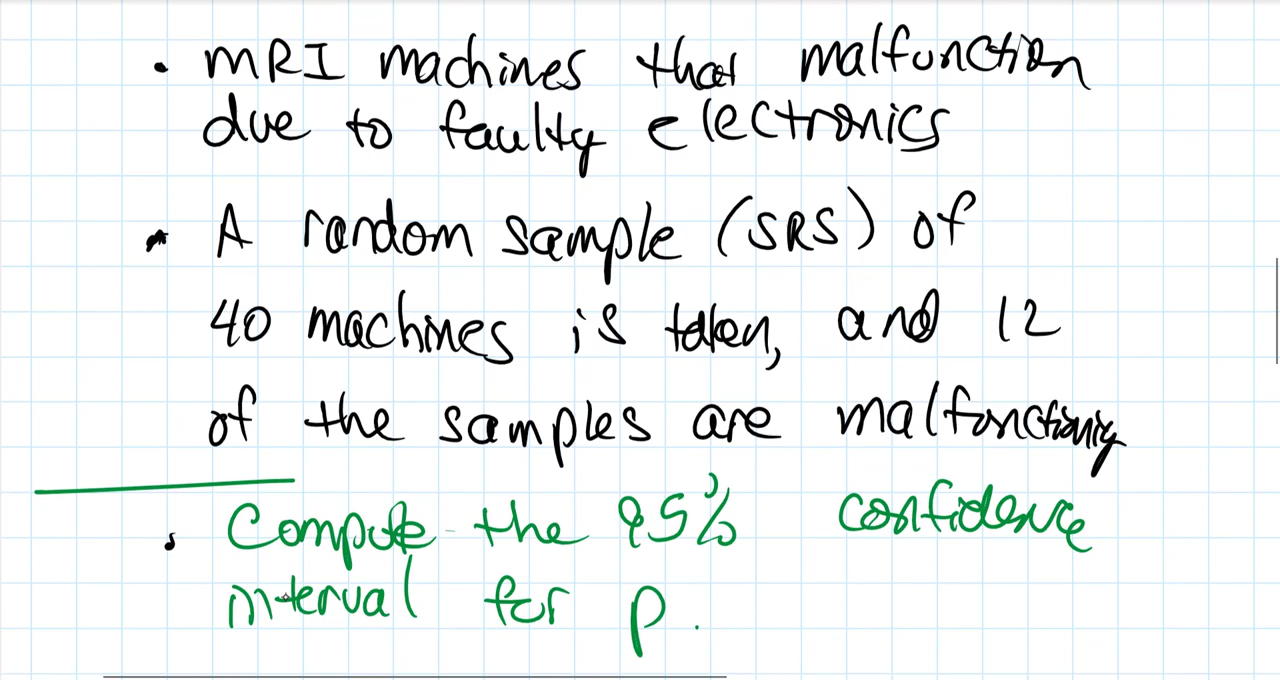 • MRI machines that malfunction
due to faulty electronics
• A random sample (SRS) of
40 machines is taken, and 12
of the samples are malfunctioning
• Compute the 95% confidence
interval for p.